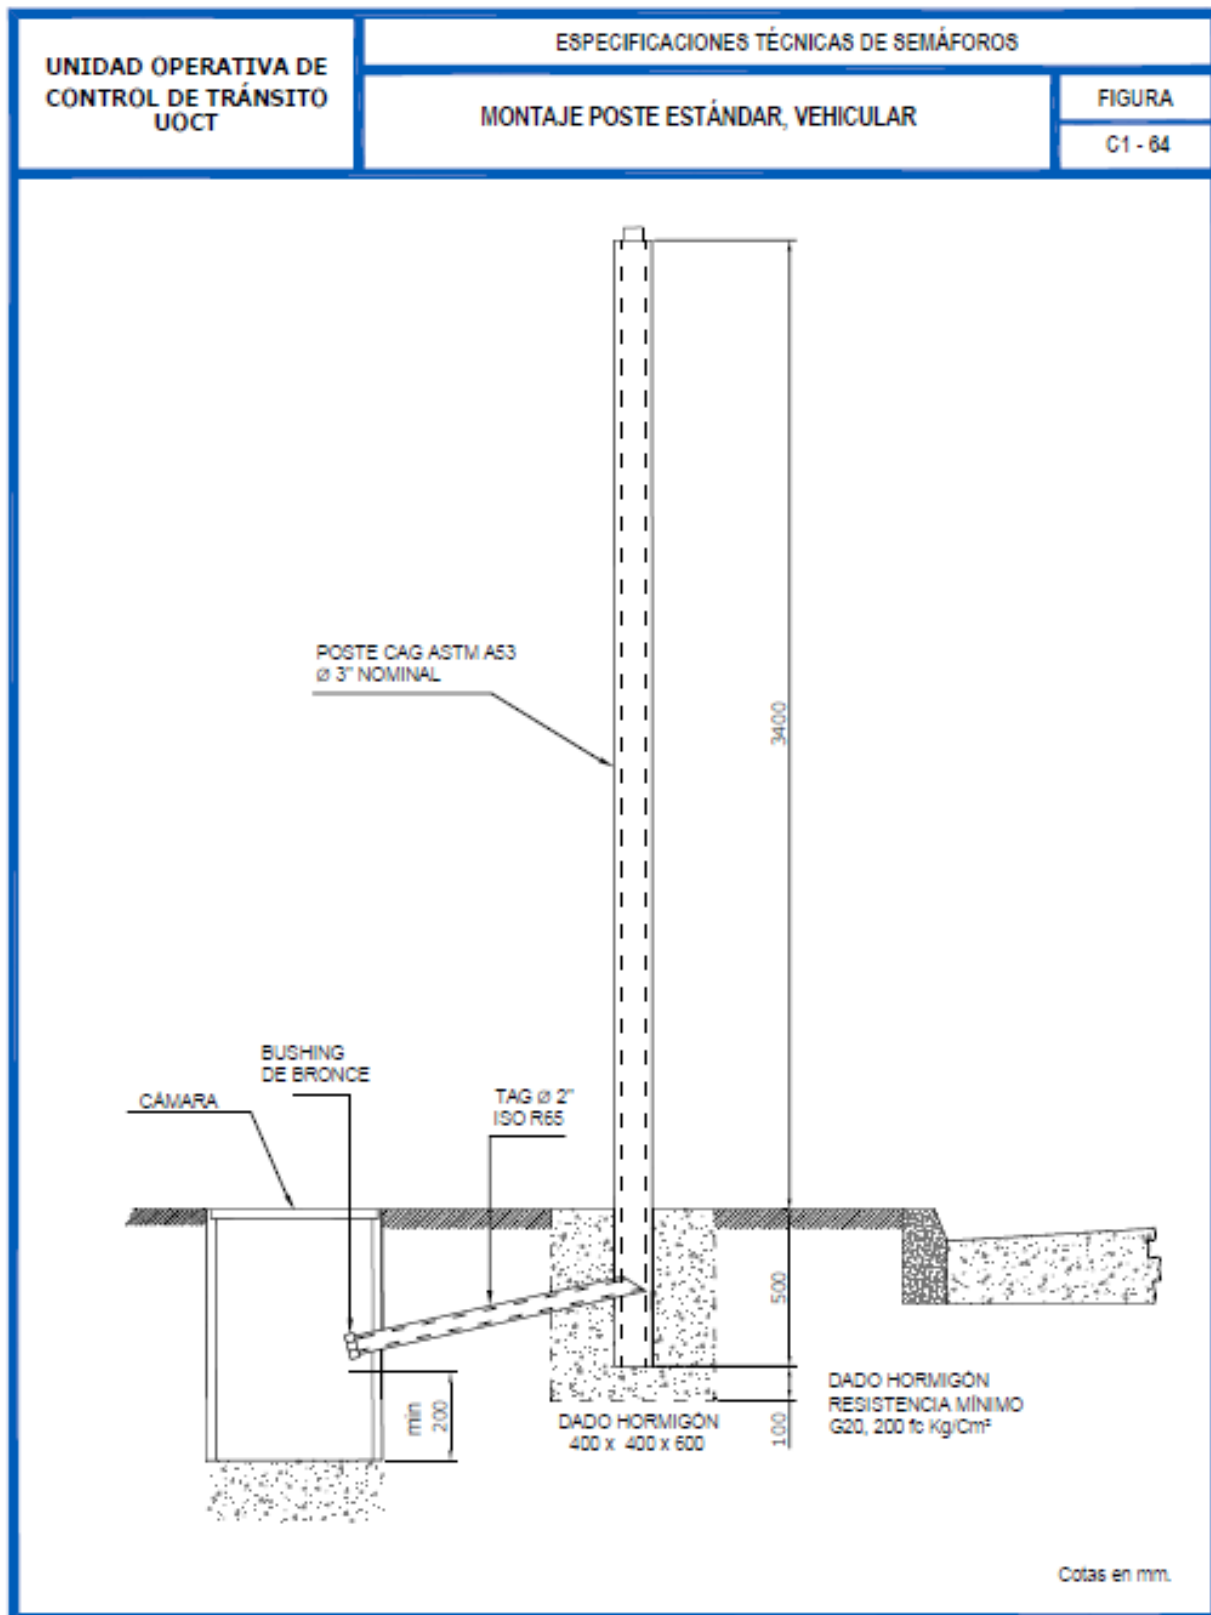 UNIDAD OPERATIVA DE
CONTROL DE TRÁNSITO
UOCT
ESPECIFICACIONES TÉCNICAS DE SEMÁFOROS
MONTAJE POSTE ESTÁNDAR, VEHICULAR
FIGURA
C1 - 64
POSTE CAG ASTM A53
Ø 3" NOMINAL
3400
BUSHING
DE BRONCE
CÁMARA
TAG Ø 2"
ISO R65
500
min
200
DADO HORMIGÓN
400 x 400 x 600
100
DADO HORMIGÓN
RESISTENCIA MÍNIMO
G20, 200 fc Kg/Cm²
Cotas en mm.